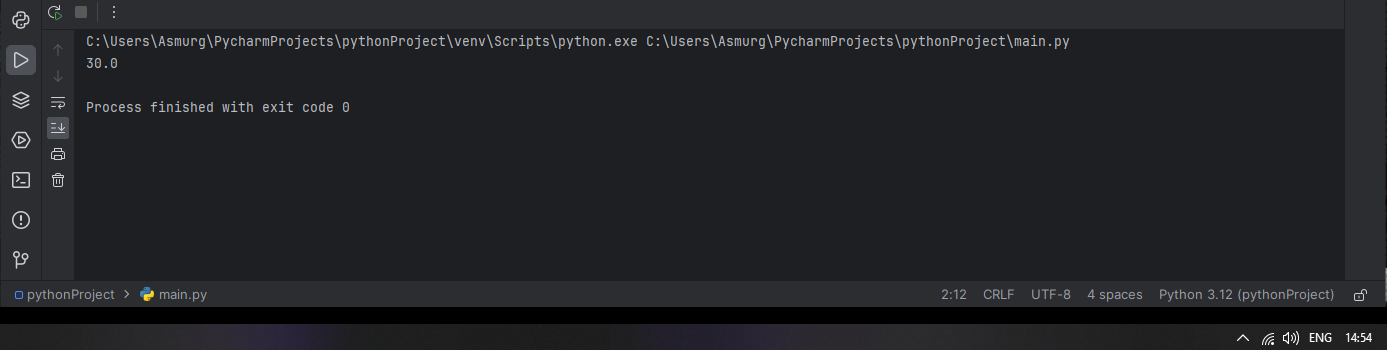 C:\Users\Asmurg\PycharmProjects\pythonProject\venv\Scripts\python.exe C:\Users\Asmurg\PycharmProjects\pythonProject\main.py
30.0
Process finished with exit code 0
pythonProject > main.py 2:12 CRLF UTF-8 4 spaces Python 3.12 (pythonProject)
ENG 14:54